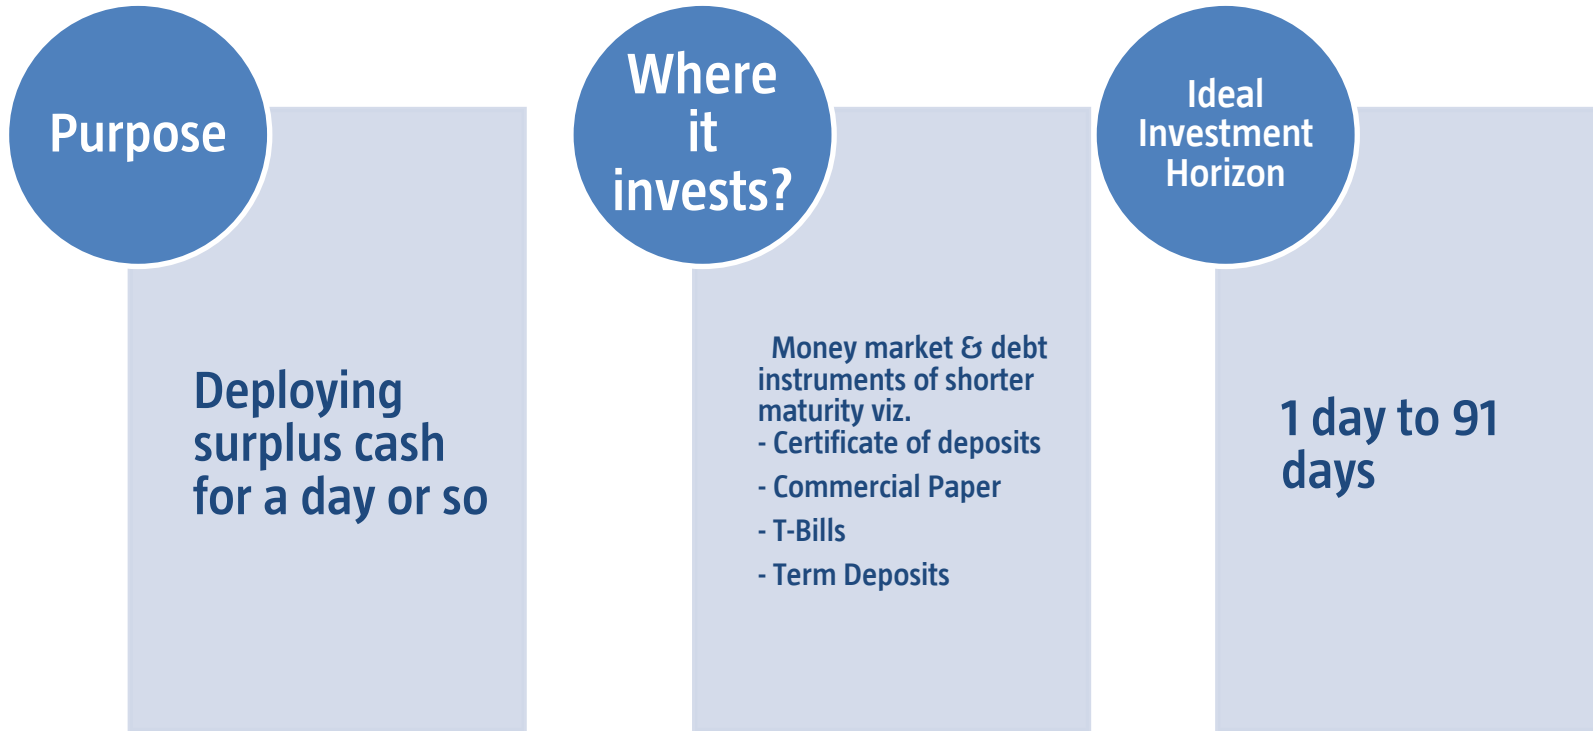 Purpose
Deploying
surplus cash
for a day or so
Where
it
invests?
Money market & debt
instruments of shorter
maturity viz.
- Certificate of deposits
- Commercial Paper
- T-Bills
- Term Deposits
Ideal
Investment
Horizon
1 day to 91
days